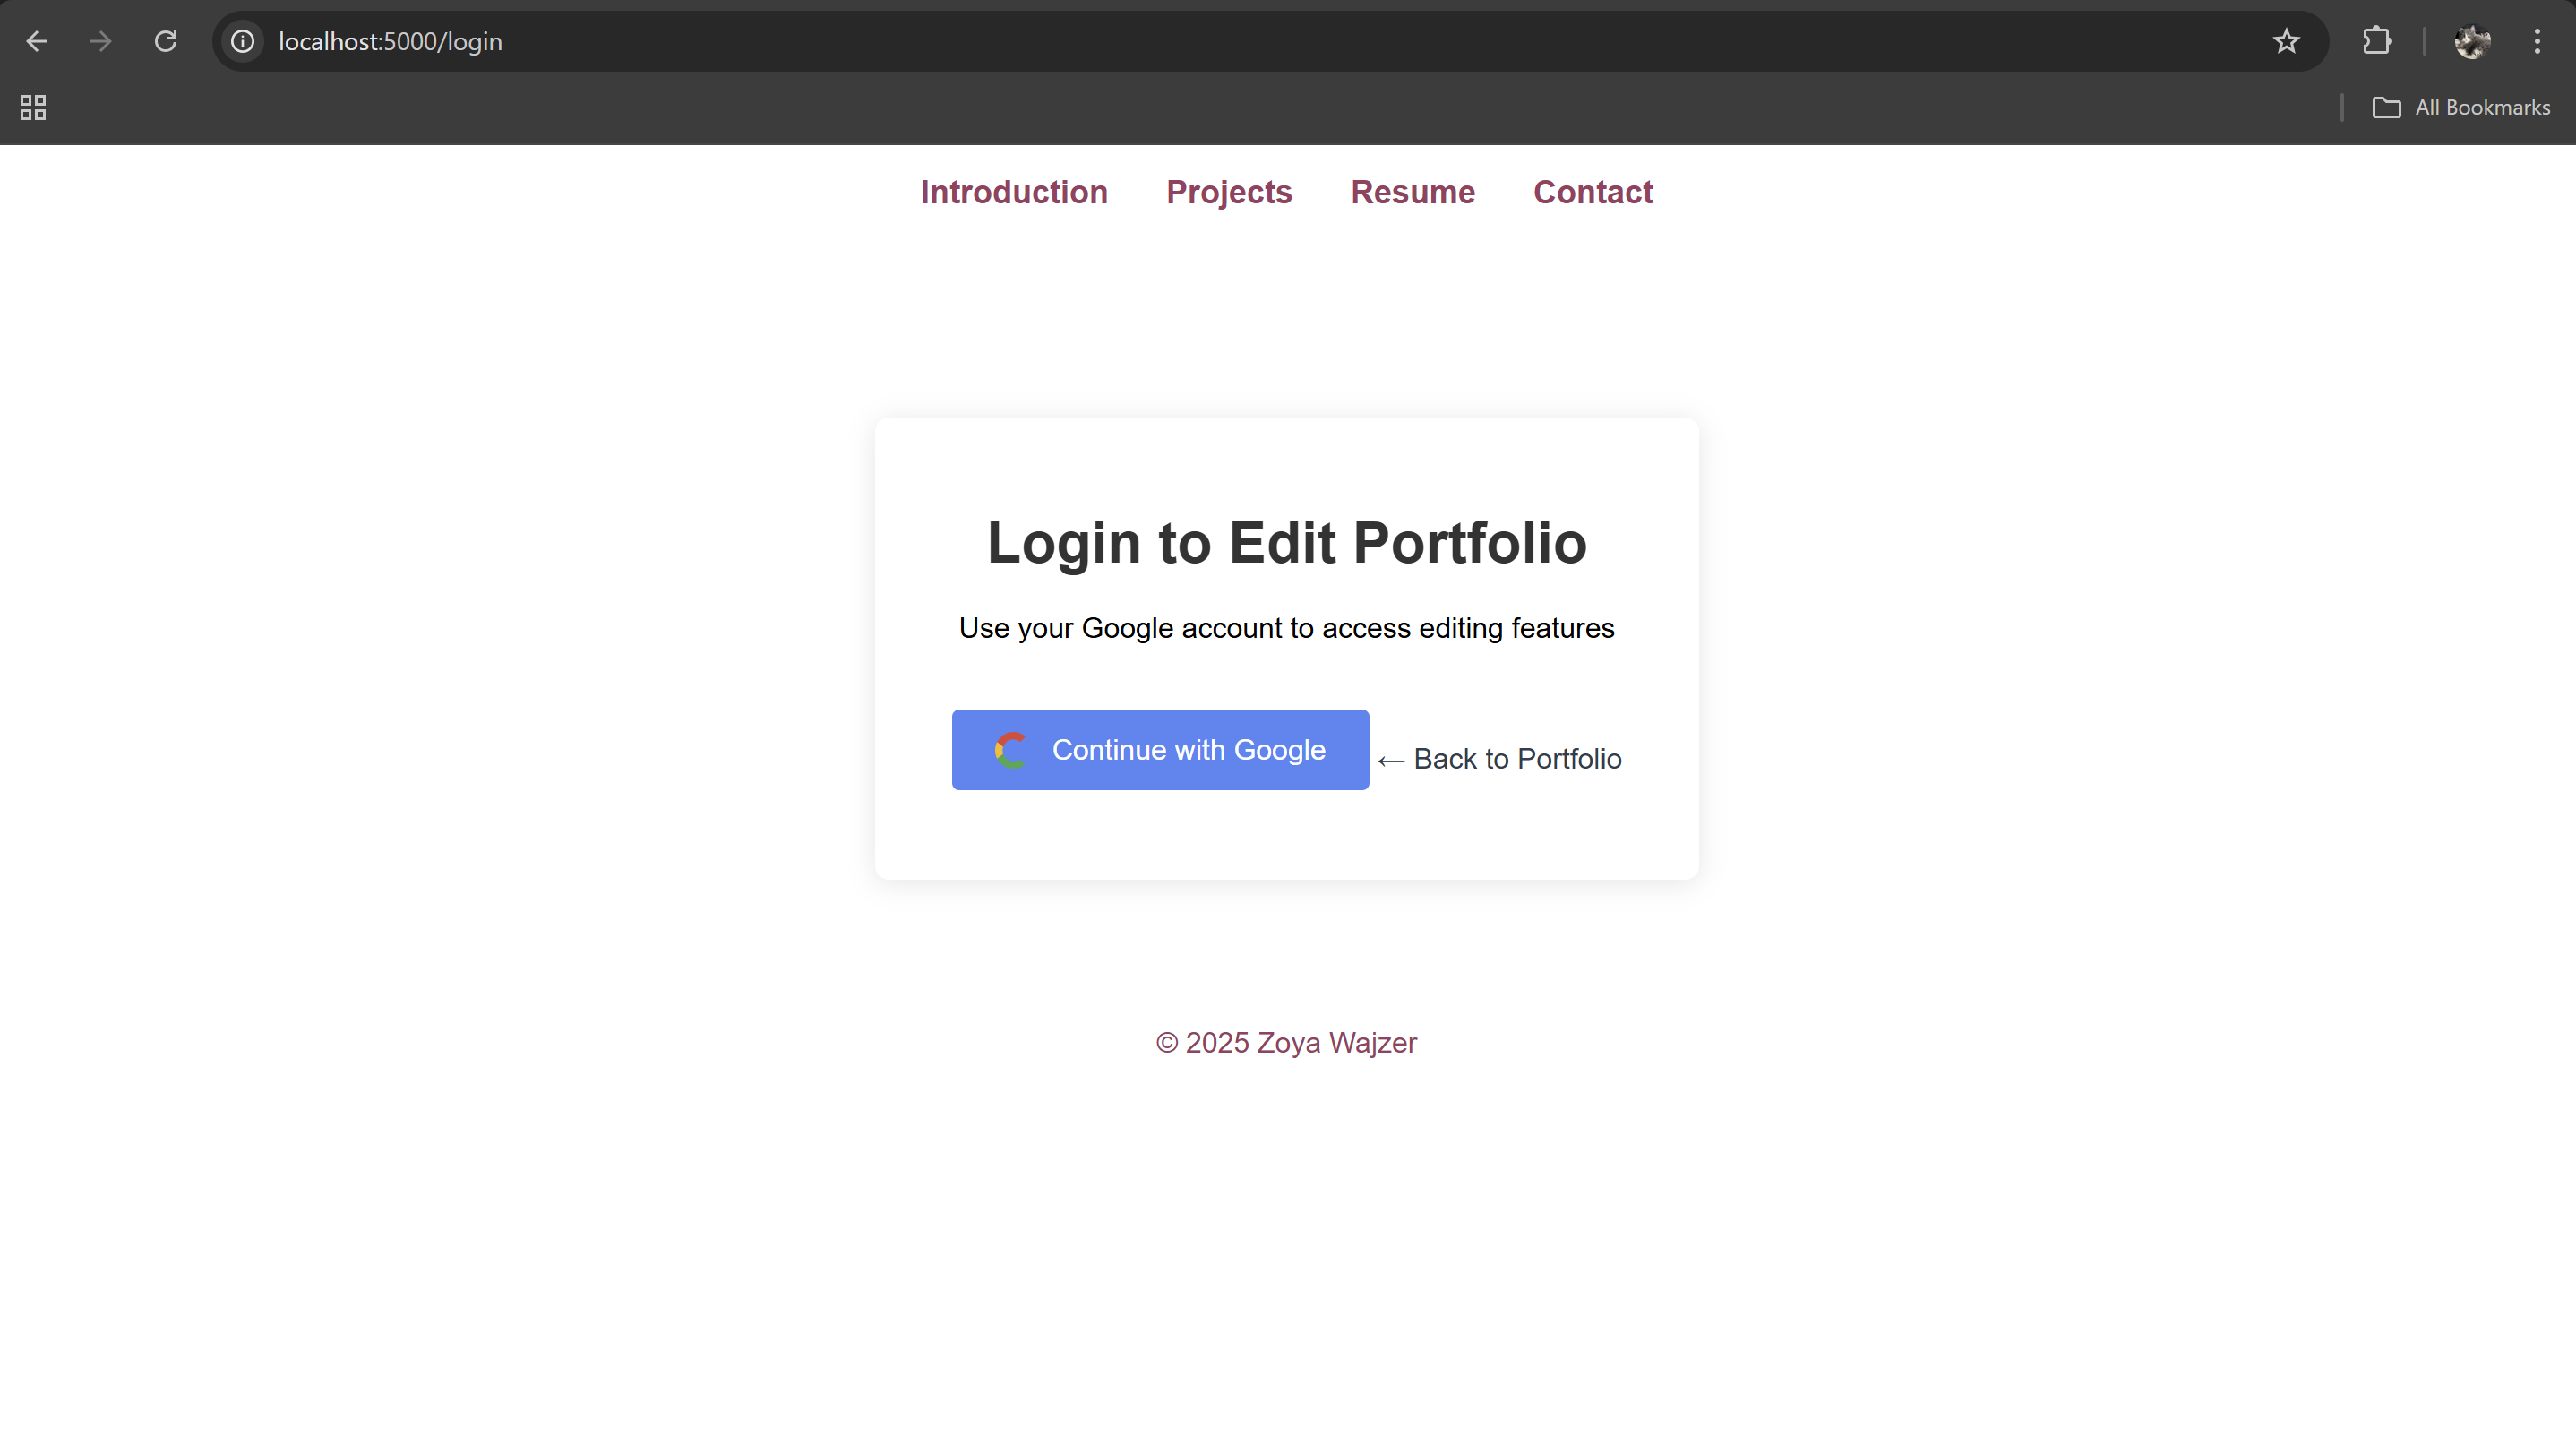 localhost:5000/login
All Bookmarks
Introduction Projects Resume Contact
Login to Edit Portfolio
Use your Google account to access editing features
Continue with Google
← Back to Portfolio
© 2025 Zoya Wajzer